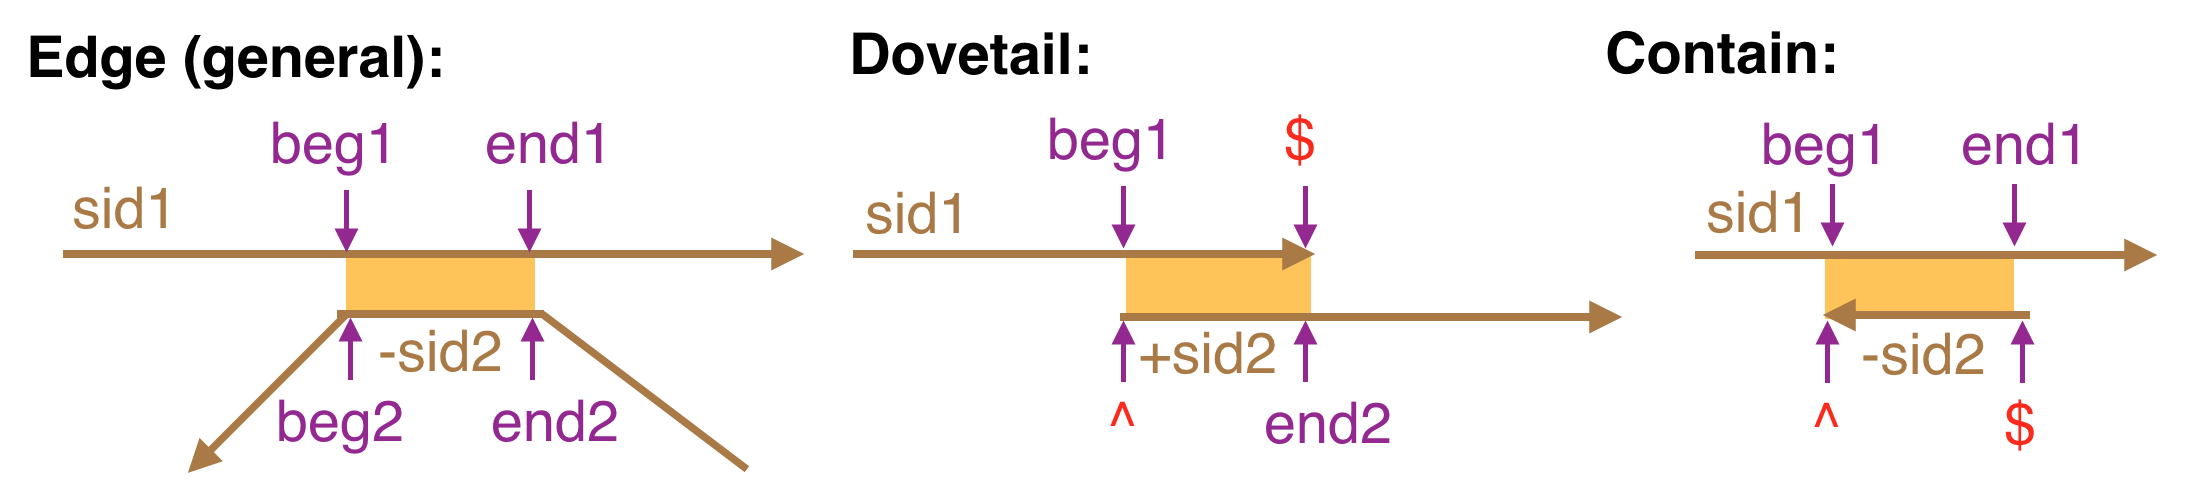 Edge (general):
beg1 end1
sid1
-sid2
beg2 end2
Dovetail:
beg1 $
sid1
+sid2
^ end2
Contain:
beg1 end1
sid1
-sid2
^ $